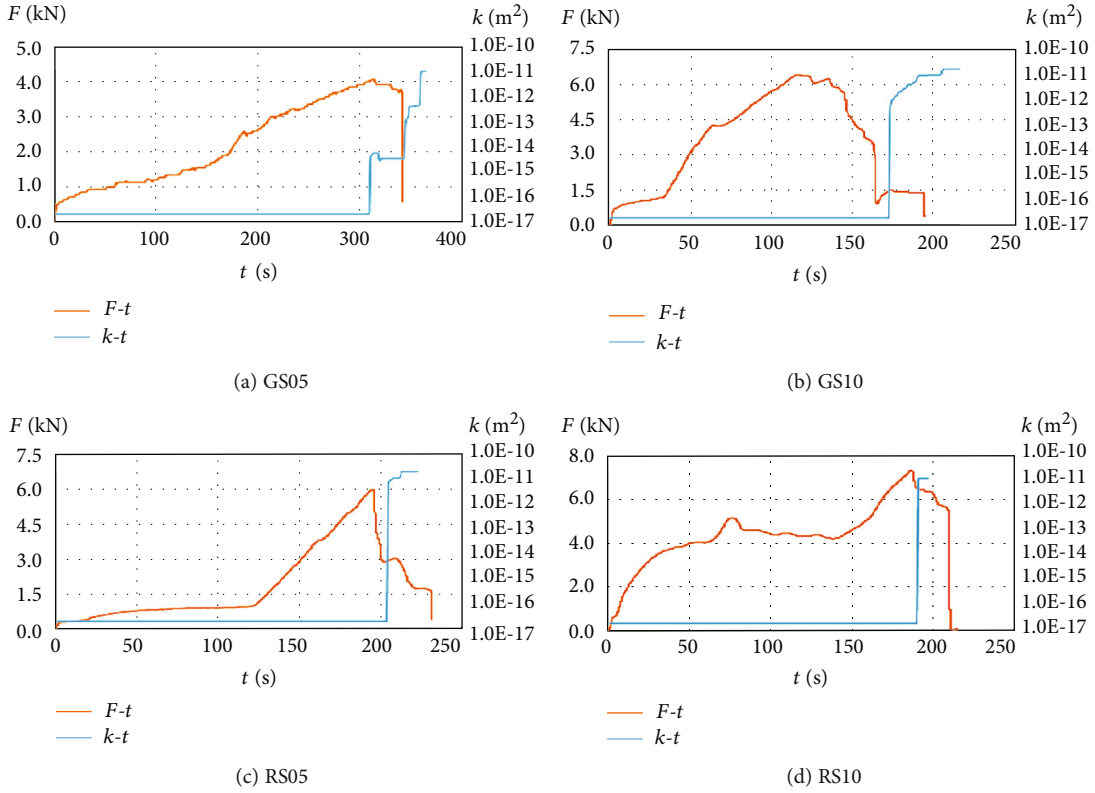 F (kN)
k (m²)
5.0
4.0
3.0
2.0
1.0
0.0
1.0E-10
1.0E-11
1.0E-12
1.0E-13
1.0E-14
1.0E-15
1.0E-16
1.0E-17
0
100
200
300
400
t (s)
F-t
k-t
(a) GS05
F (kN)
k (m²)
7.5
6.0
4.5
3.0
1.5
0.0
1.0E-10
1.0E-11
1.0E-12
1.0E-13
1.0E-14
1.0E-15
1.0E-16
1.0E-17
0
50
100
150
200
250
t (s)
F-t
k-t
(b) GS10
F (kN)
k (m²)
7.5
6.0
4.5
3.0
1.5
0.0
1.0E-10
1.0E-11
1.0E-12
1.0E-13
1.0E-14
1.0E-15
1.0E-16
1.0E-17
0
50
100
150
200
250
t (s)
F-t
k-t
(c) RS05
F (kN)
k (m²)
8.0
6.0
4.0
2.0
0.0
1.0E-10
1.0E-11
1.0E-12
1.0E-13
1.0E-14
1.0E-15
1.0E-16
1.0E-17
0
50
100
150
200
250
t (s)
F-t
k-t
(d) RS10